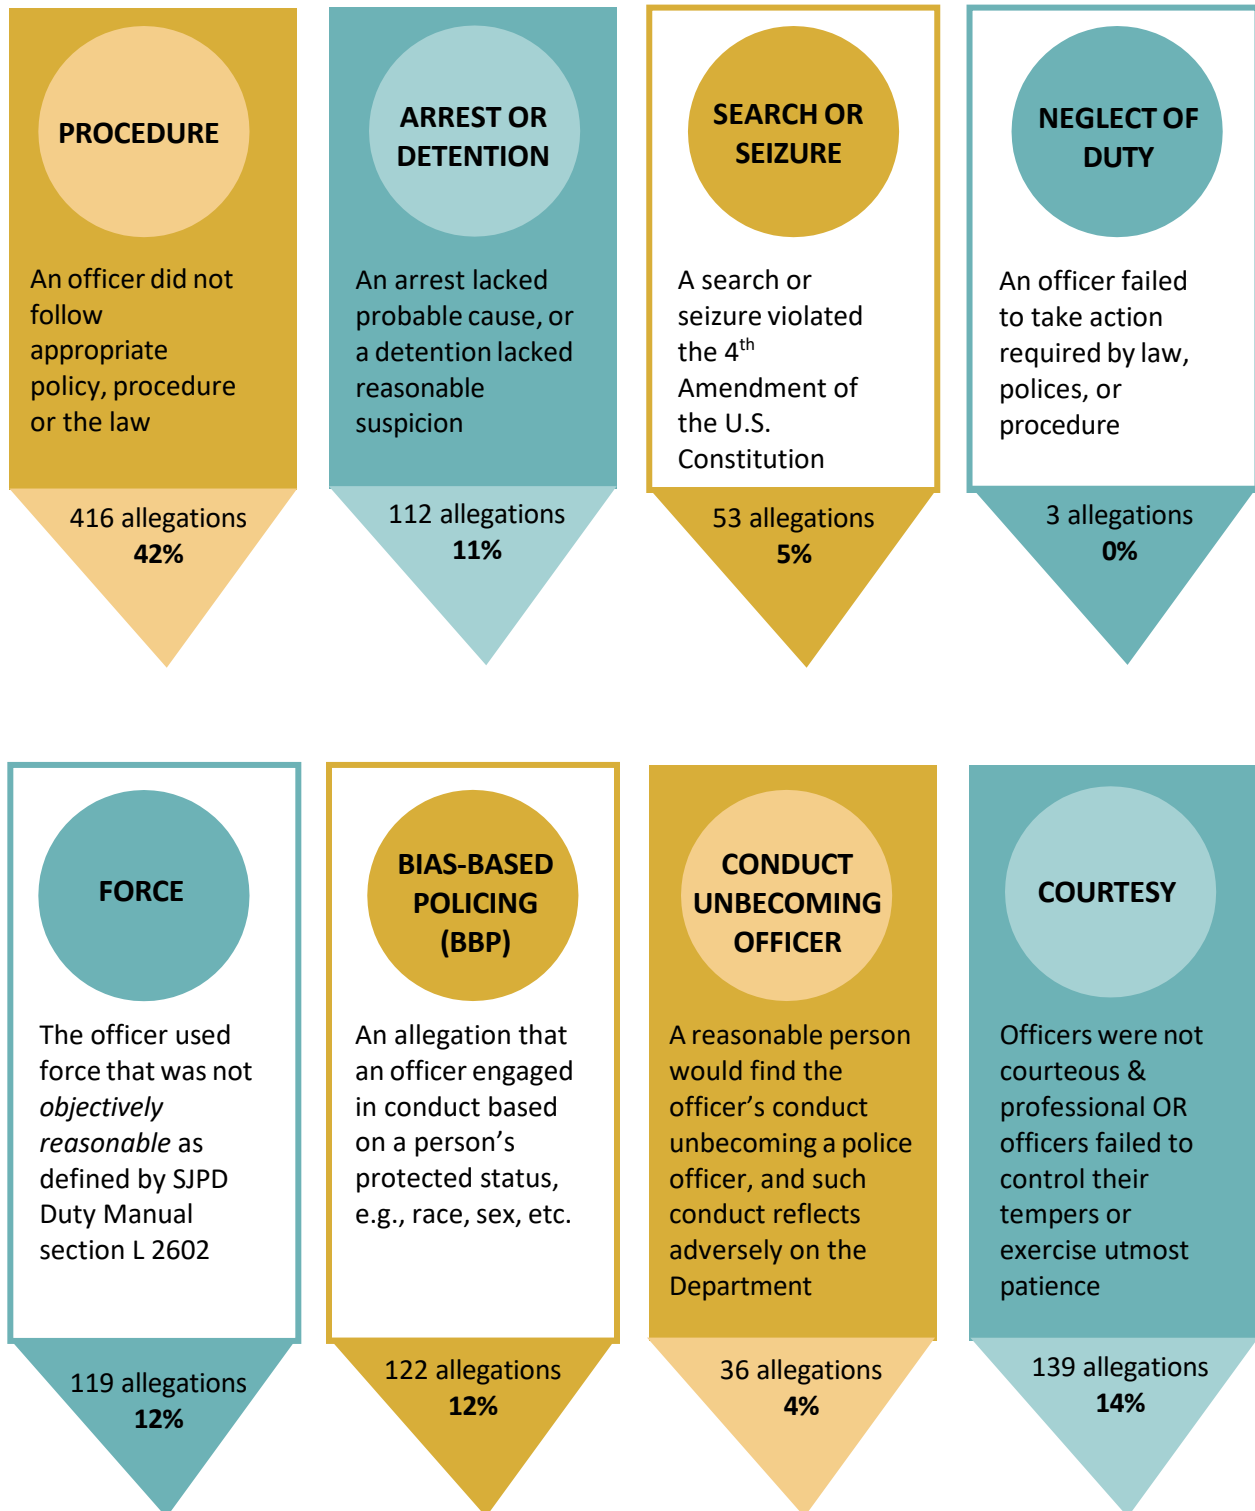 PROCEDURE
An officer did not
follow
appropriate
policy, procedure
or the law
416 allegations
42%
ARREST OR
DETENTION
An arrest lacked
probable cause, or
a detention lacked
reasonable
suspicion
112 allegations
11%
SEARCH OR
SEIZURE
A search or
seizure violated
the 4th
Amendment of
the U.S.
Constitution
53 allegations
5%
NEGLECT OF
DUTY
An officer failed
to take action
required by law,
polices, or
procedure
3 allegations
0%
FORCE
The officer used
force that was not
objectively
reasonable as
defined by SJPD
Duty Manual
section L 2602
119 allegations
12%
BIAS-BASED
POLICING
(BBP)
An allegation that
an officer engaged
in conduct based
on a person’s
protected status,
e.g., race, sex, etc.
122 allegations
12%
CONDUCT
UNBECOMING
OFFICER
A reasonable person
would find the
officer’s conduct
unbecoming a police
officer, and such
conduct reflects
adversely on the
Department
36 allegations
4%
COURTESY
Officers were not
courteous &
professional OR
officers failed to
control their
tempers or
exercise utmost
patience
139 allegations
14%